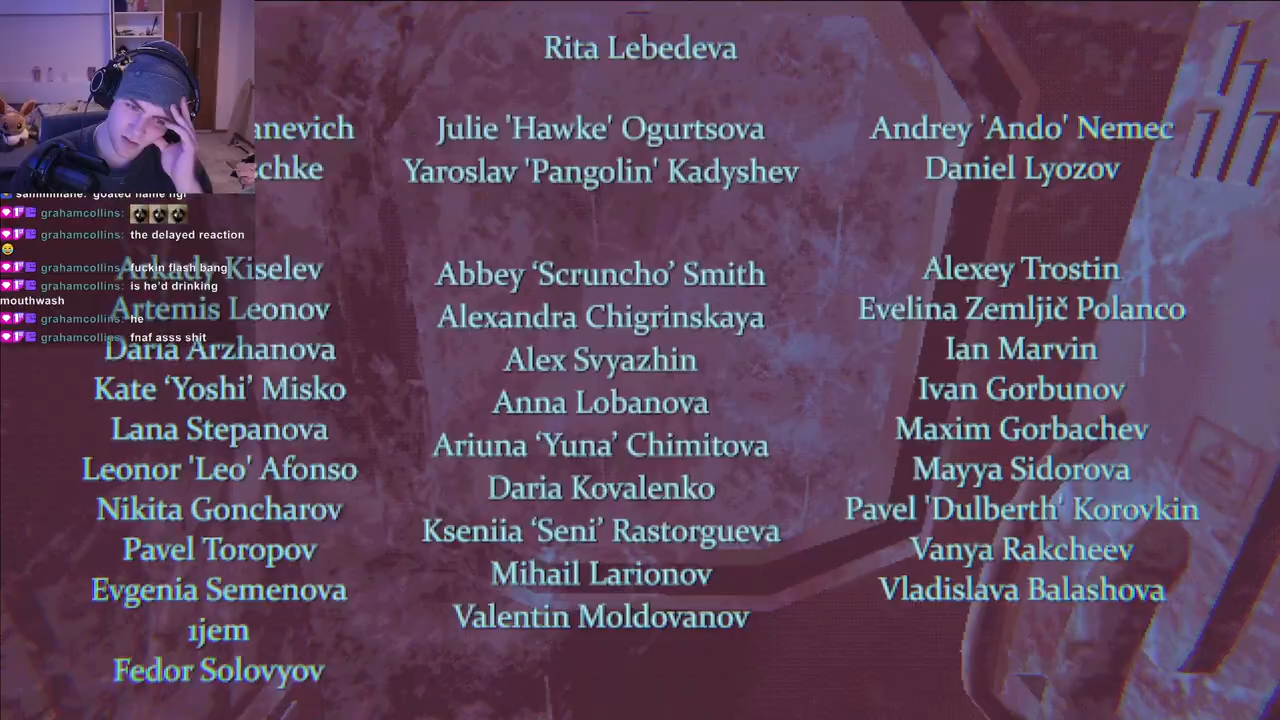 Rita Lebedeva
anevich
schke
Julie 'Hawke' Ogurtsova
Yaroslav 'Pangolin' Kadyshev
Andrey 'Ando' Nemec
Daniel Lyozov
grahamcollins:
grahamcollins: the delayed reaction
grahamcollins: fuckin flash bang
grahamcollins: is he'd drinking
mouthwash
grahamcollins: he
grahamcollins: fnaf asss shit
Arkady Kiselev
Artemis Leonov
Daria Arzhanova
Kate ‘Yoshi’ Misko
Lana Stepanova
Leonor 'Leo' Afonso
Nikita Goncharov
Pavel Toropov
Evgenia Semenova
1jem
Fedor Solovyov
Abbey ‘Scruncho’ Smith
Alexandra Chigrinskaya
Alex Svyazhin
Anna Lobanova
Ariuna ‘Yuna’ Chimitova
Daria Kovalenko
Kseniia ‘Seni’ Rastorgueva
Mihail Larionov
Valentin Moldovanov
Alexey Trostin
Evelina Zemljič Polanco
Ian Marvin
Ivan Gorbunov
Maxim Gorbachev
Mayya Sidorova
Pavel 'Dulberth' Korovkin
Vanya Rakcheev
Vladislava Balashova